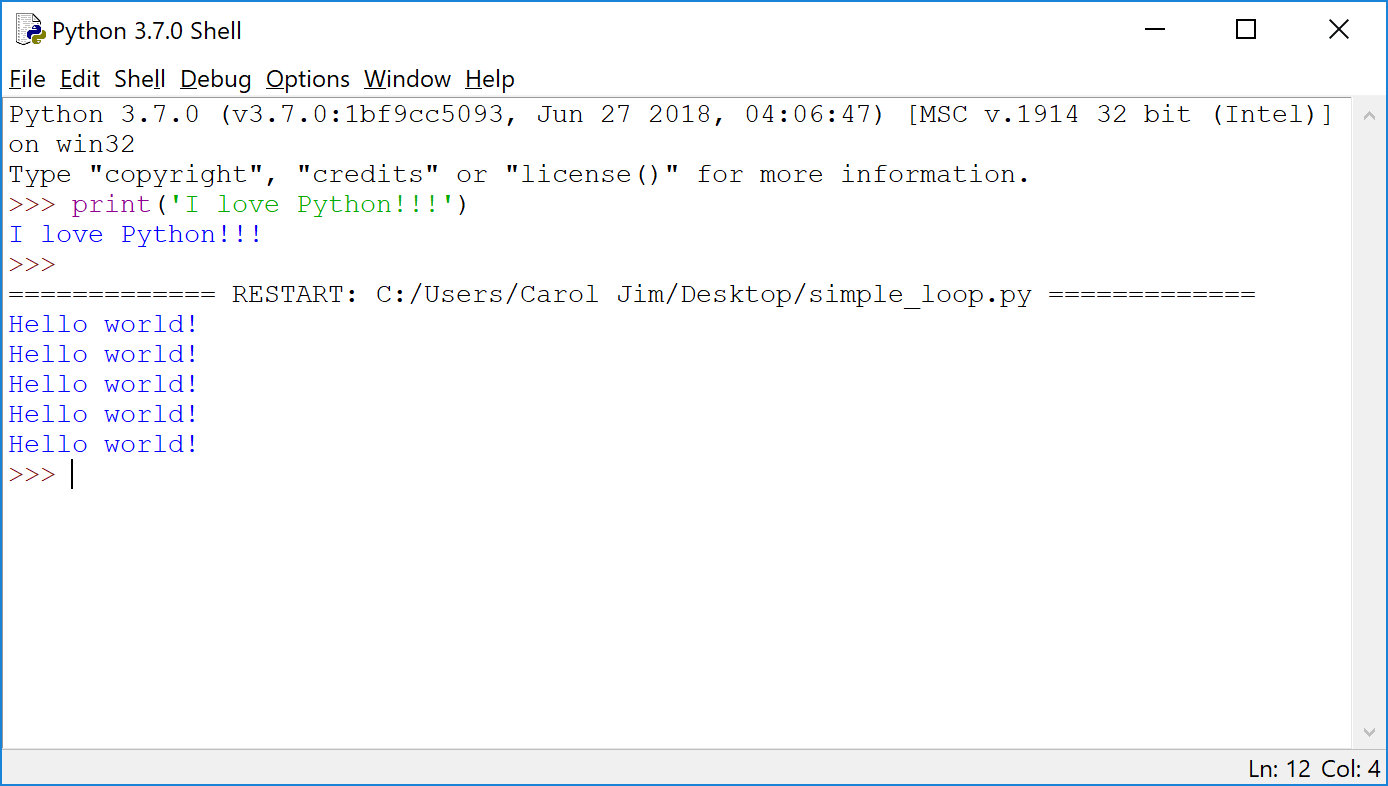 Python 3.7.0 Shell
File Edit Shell Debug Options Window Help
Python 3.7.0 (v3.7.0:1bf9cc5093, Jun 27 2018, 04:06:47) [MSC v.1914 32 bit (Intel)]
on win32
Type "copyright", "credits" or "license()" for more information.
>>> print('I love Python!!!')
I love Python!!!
>>>
============= RESTART: C:/Users/Carol Jim/Desktop/simple_loop.py =============
Hello world!
Hello world!
Hello world!
Hello world!
Hello world!
>>>
Ln: 12 Col: 4